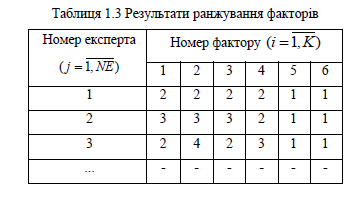 Таблиця 1.3 Результати ранжування факторів
Номер експерта (j = 1,NE) Номер фактору (i = 1,K)
1 2 3 4 5 6
1 2 2 2 2 1 1
2 3 3 3 2 1 1
3 2 4 2 3 1 1
... - - - - - -